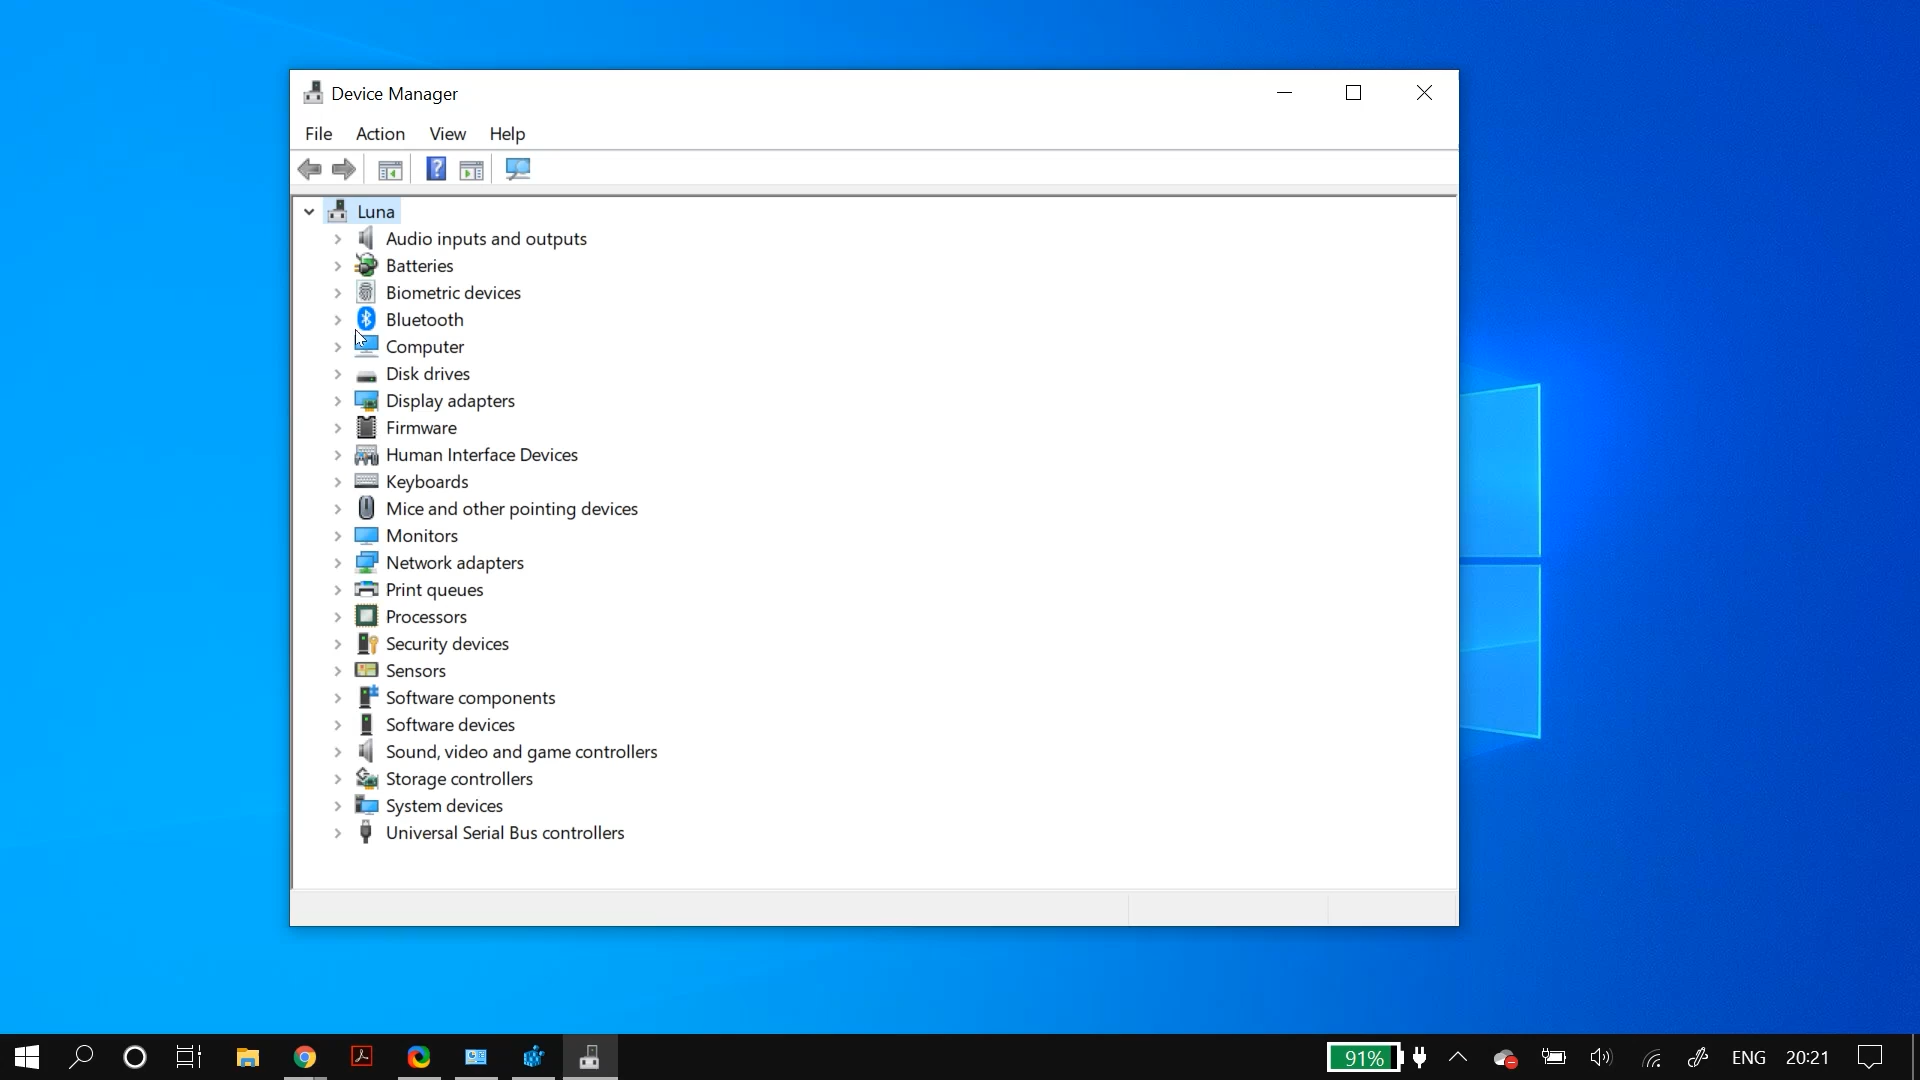 Device Manager
File Action View Help
Luna
Audio inputs and outputs
Batteries
Biometric devices
Bluetooth
Computer
Disk drives
Display adapters
Firmware
Human Interface Devices
Keyboards
Mice and other pointing devices
Monitors
Network adapters
Print queues
Processors
Security devices
Sensors
Software components
Software devices
Sound, video and game controllers
Storage controllers
System devices
Universal Serial Bus controllers
91% ENG 20:21